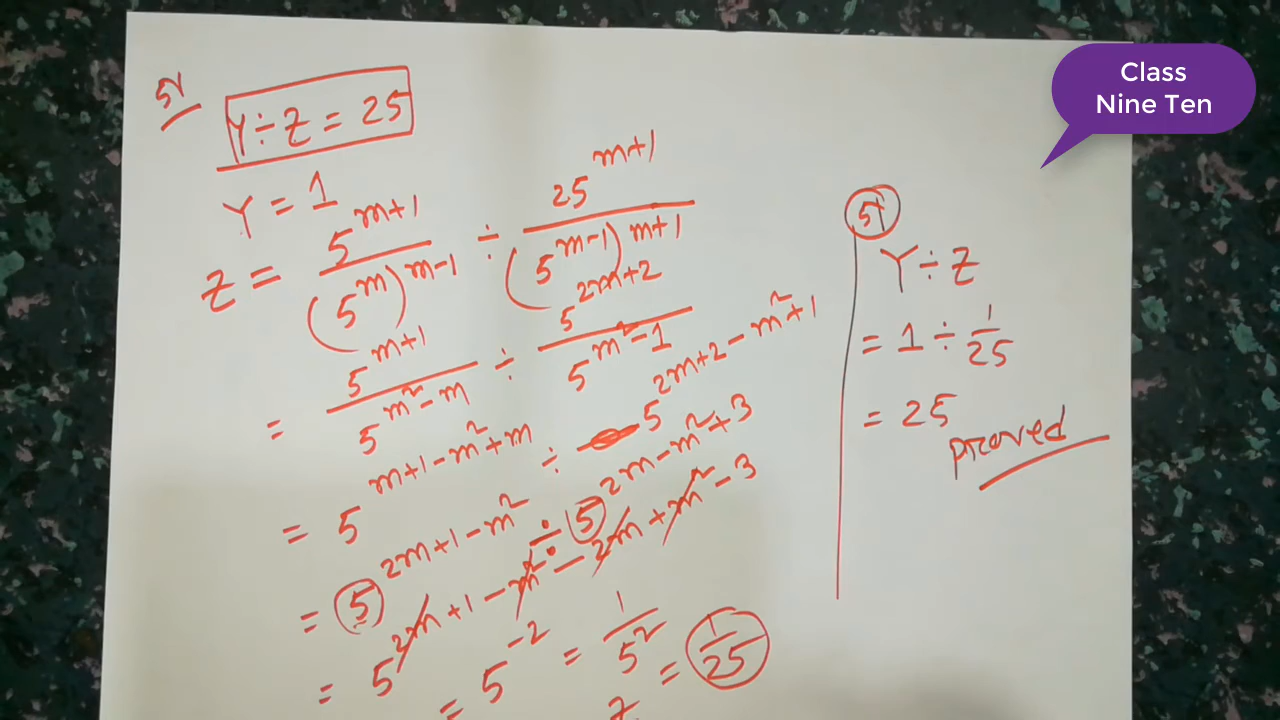 Class
Nine Ten
Y ÷ Z = 25
Y = 1
Z = 5^{m+1} / (5^m)^{m-1} ÷ 25^{m+1} / (5^{m-1})^{m+1}
= 5^{m+1} / 5^{m²-m} ÷ 5^{2m+2} / 5^{m²-1}
= 5^{m+1-m²+m} ÷ 5^{2m+2-m²+1}
= 5^{2m+1-m²} ÷ 5^{2m-m²+3}
= 5^{2m+1-m²-2m+m²-3}
= 5^{-2} = 1/5² = 1/25
Z
Y ÷ Z
= 1 ÷ 1/25
= 25
proved